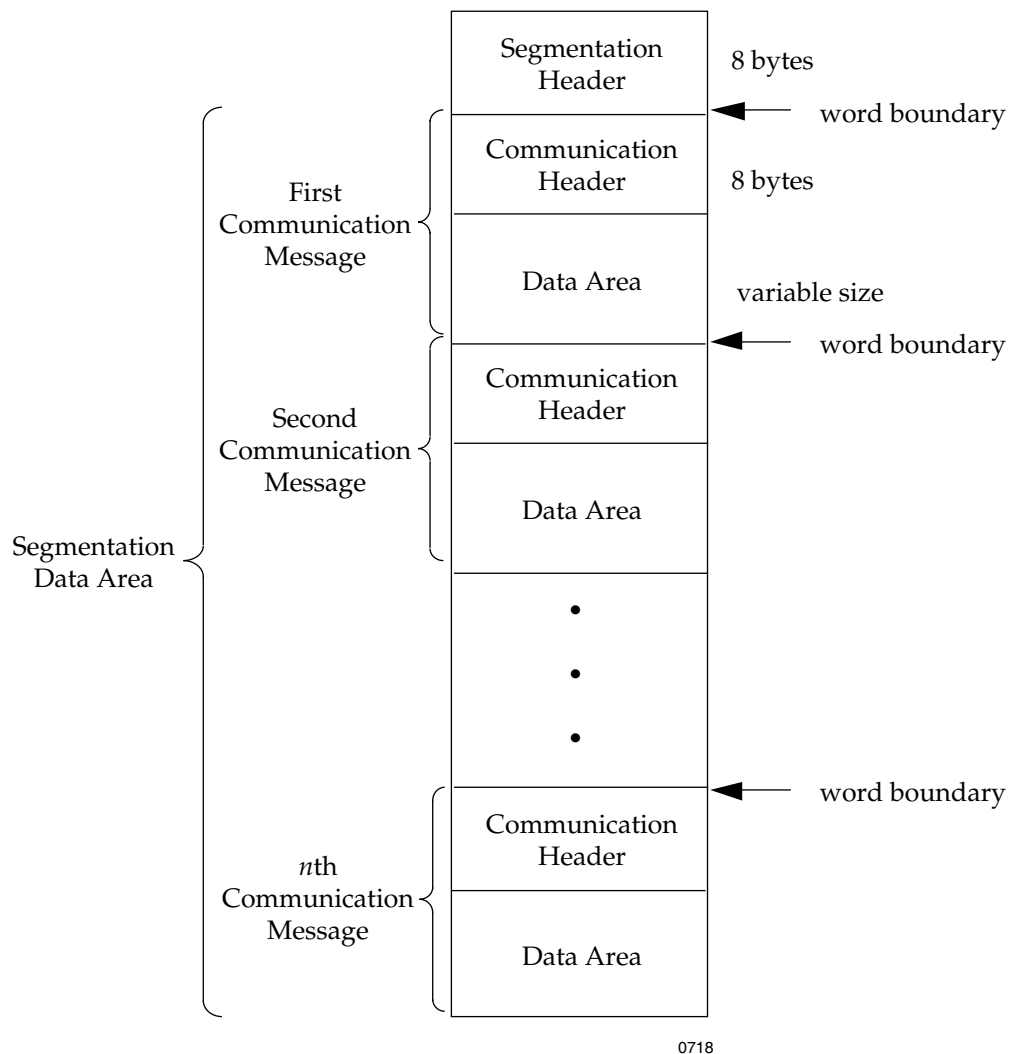 Segmentation
Header
8 bytes
word boundary
Communication
Header
8 bytes
First
Communication
Message
Data Area
variable size
word boundary
Communication
Header
Second
Communication
Message
Data Area
Segmentation
Data Area
•
•
•
word boundary
Communication
Header
nth
Communication
Message
Data Area
0718